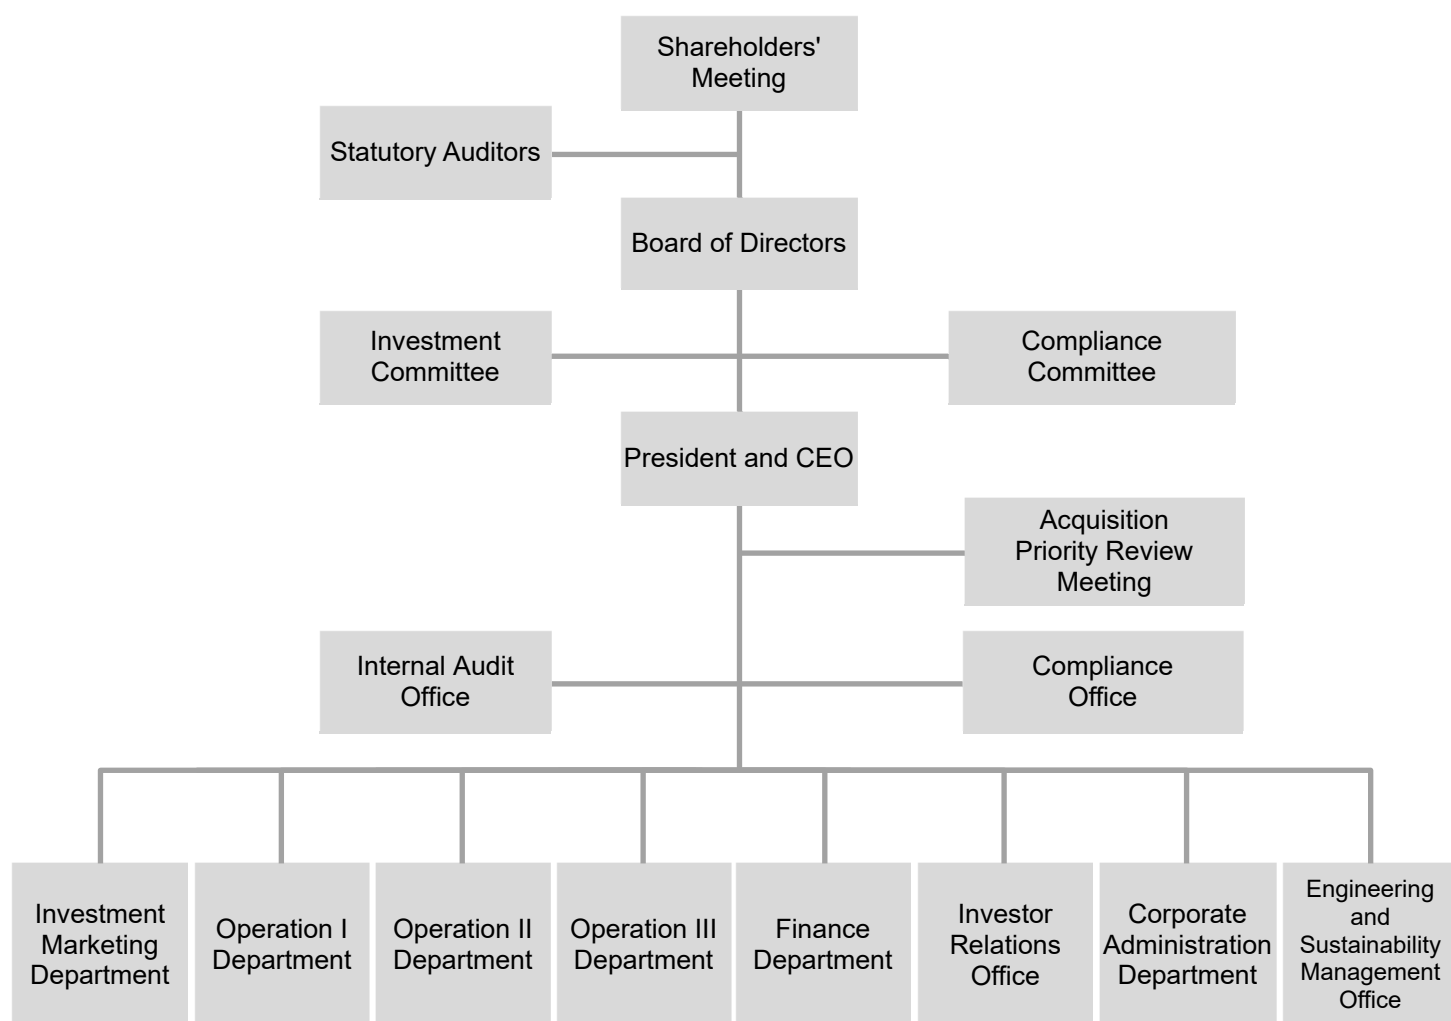 Shareholders'
Meeting
Statutory Auditors
Board of Directors
Investment
Committee
Compliance
Committee
President and CEO
Acquisition
Priority Review
Meeting
Internal Audit
Office
Compliance
Office
Investment
Marketing
Department
Operation I
Department
Operation II
Department
Operation III
Department
Finance
Department
Investor
Relations
Office
Corporate
Administration
Department
Engineering
and
Sustainability
Management
Office